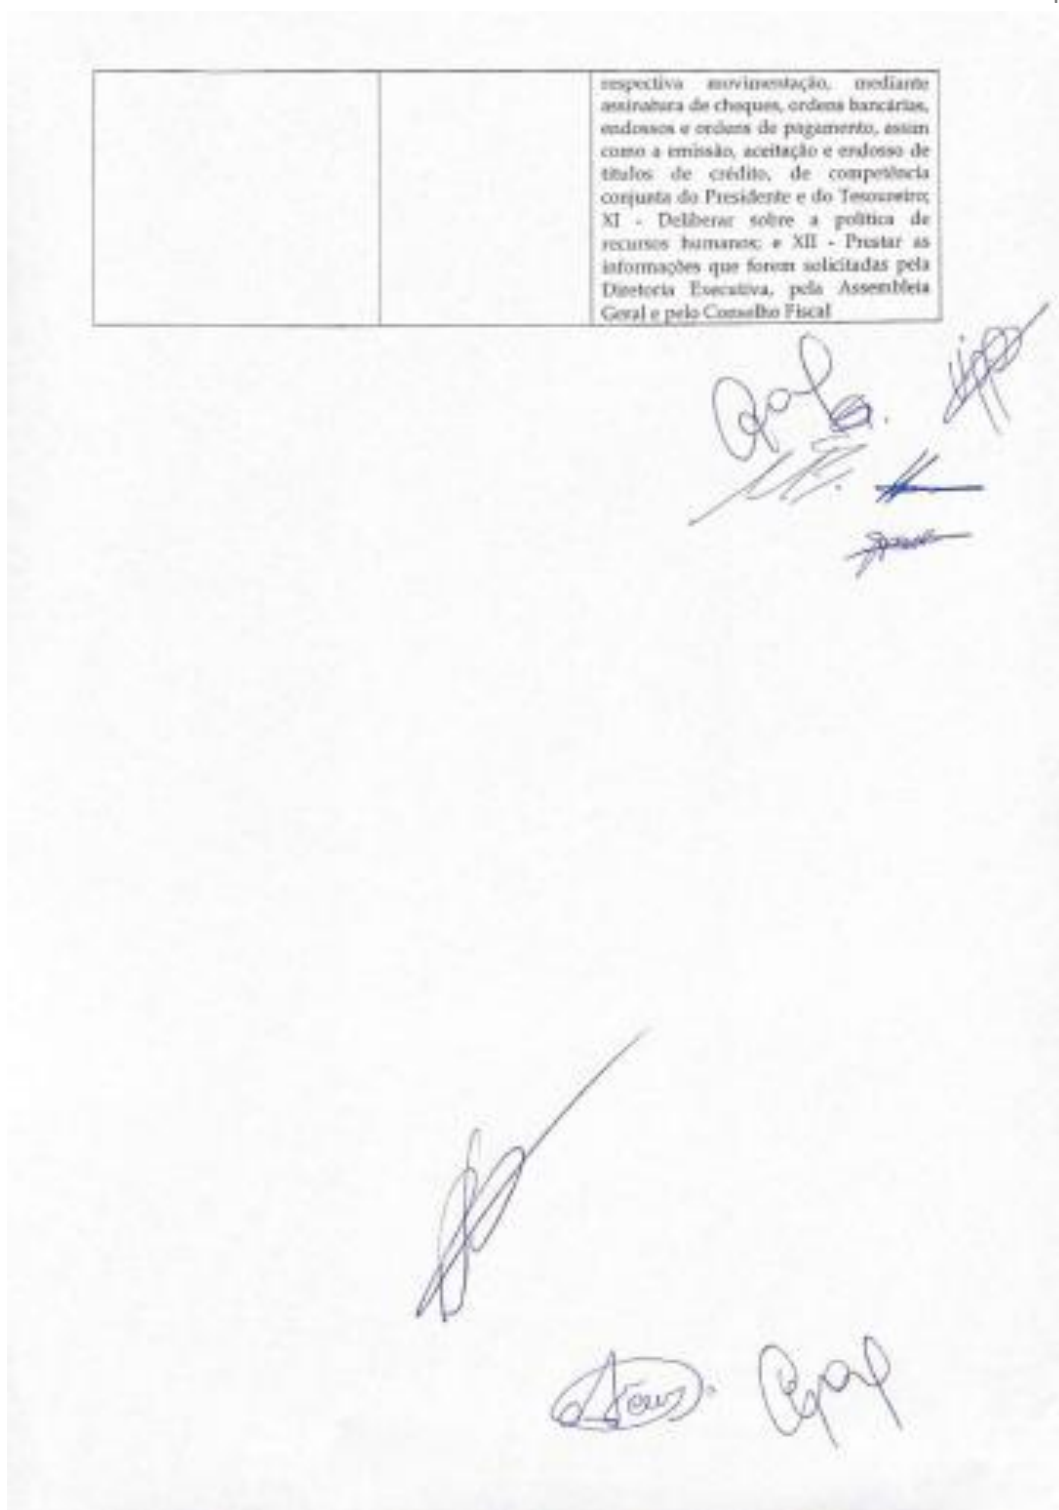 respectiva movimentação, mediante
assinatura de cheques, ordens bancárias,
endossos e ordens de pagamento, assim
como a emissão, aceitação e endosso de
títulos de crédito, de competência
conjunta do Presidente e do Tesoureiro;
XI - Deliberar sobre a política de
recursos humanos; e XII - Prestar as
informações que forem solicitadas pela
Diretoria Executiva, pela Assembleia
Geral e pelo Conselho Fiscal